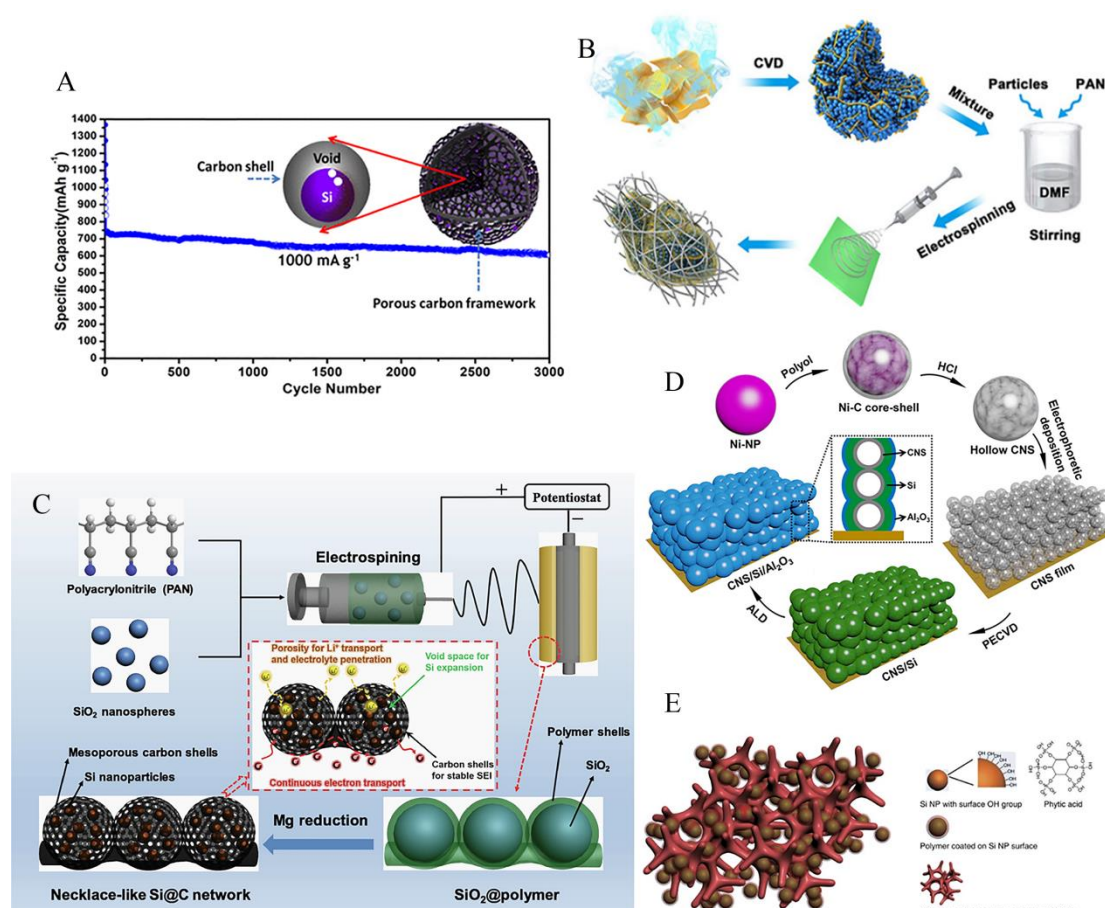 A
1400
1300
1200
1100
1000
900
800
700
600
500
400
300
200
100
0
Specific Capacity(mAh g⁻¹)
Void
Carbon shell
Si
1000 mA g⁻¹
Porous carbon framework
0 500 1000 1500 2000 2500 3000
Cycle Number
B
CVD
Mixture
Particles PAN
DMF
Stirring
Electrospinning
C
Polyacrylonitrile (PAN)
SiO₂ nanospheres
Electrospining
+
Potentiostat
−
Porosity for Li⁺ transport
and electrolyte penetration
Void space for
Si expansion
Carbon shells
for stable SEI
Continuous electron transport
Mesoporous carbon shells
Si nanoparticles
Mg reduction
Polymer shells
SiO₂
Necklace-like Si@C network
SiO₂@polymer
D
Ni-NP
Polyol
Ni-C core-shell
HCl
Hollow CNS
Electrophoretic
deposition
CNS
Si
Al₂O₃
CNS/Si/Al₂O₃
CNS film
ALD
PECVD
CNS/Si
E
Si NP with surface OH group
Phytic acid
Polymer coated on Si NP surface